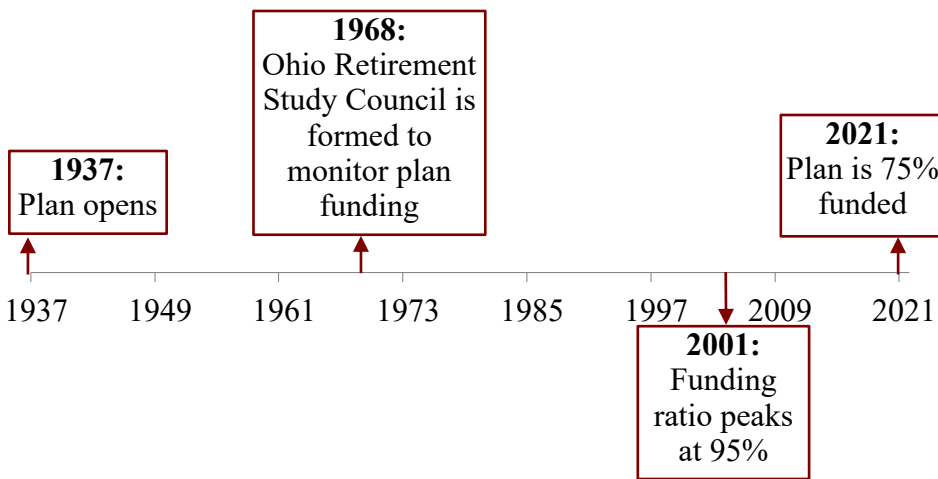 1968:
Ohio Retirement
Study Council is
formed to
monitor plan
funding
1937:
Plan opens
2021:
Plan is 75%
funded
1937 1949 1961 1973 1985 1997 2009 2021
2001:
Funding
ratio peaks
at 95%